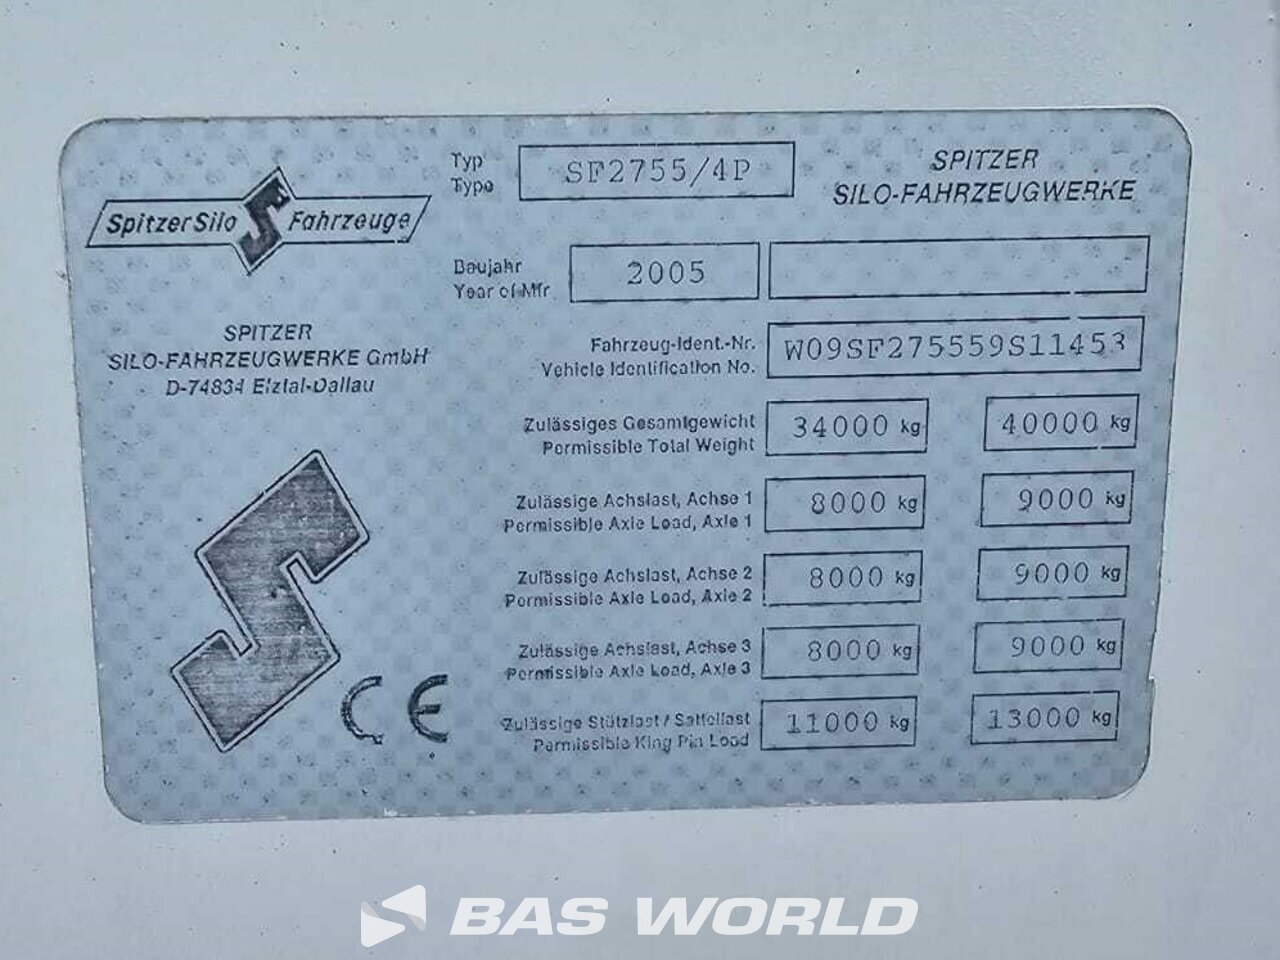 Spitzer Silo Fahrzeuge
SPITZER
SILO-FAHRZEUGWERKE GmbH
D-74834 Elztal-Dallau
Typ
Type
SF2755/4P
SPITZER
SILO-FAHRZEUGWERKE
Baujahr
Year of Mfr
2005
Fahrzeug-Ident.-Nr.
Vehicle Identification No.
W09SF275559S11453
Zulässiges Gesamtgewicht
Permissible Total Weight
34000 kg 40000 kg
Zulässige Achslast, Achse 1
Permissible Axle Load, Axle 1
8000 kg 9000 kg
Zulässige Achslast, Achse 2
Permissible Axle Load, Axle 2
8000 kg 9000 kg
Zulässige Achslast, Achse 3
Permissible Axle Load, Axle 3
8000 kg 9000 kg
Zulässige Stützlast / Sattellast
Permissible King Pin Load
11000 kg 13000 kg
CE
BAS WORLD